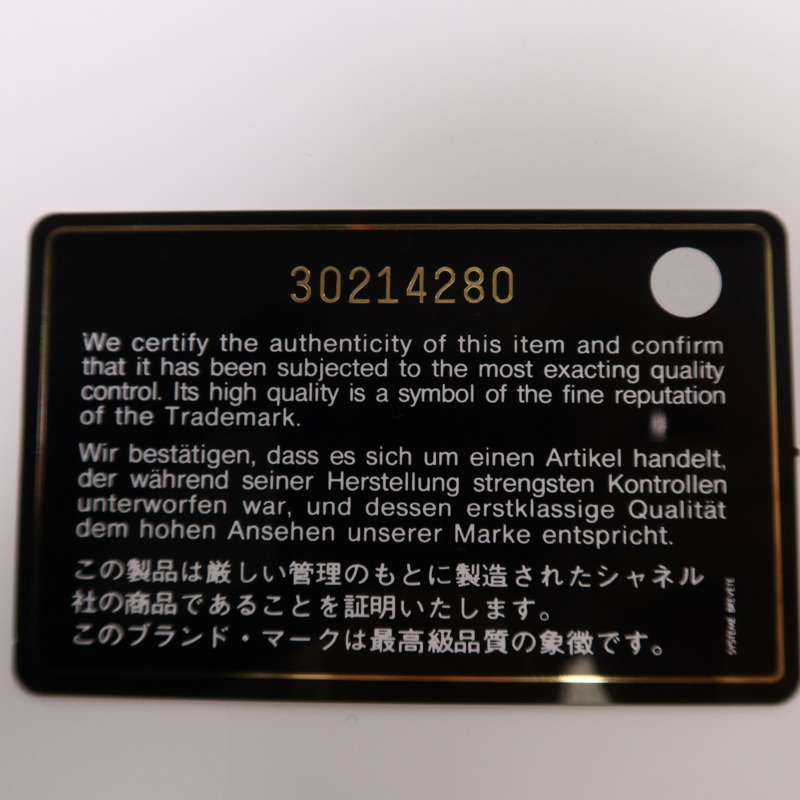 30214280
We certify the authenticity of this item and confirm
that it has been subjected to the most exacting quality
control. Its high quality is a symbol of the fine reputation
of the Trademark.
Wir bestätigen, dass es sich um einen Artikel handelt,
der während seiner Herstellung strengsten Kontrollen
unterworfen war, und dessen erstklassige Qualität
dem hohen Ansehen unserer Marke entspricht.
この製品は厳しい管理のもとに製造されたシャネル
社の商品であることを証明いたします。
このブランド・マークは最高級品質の象徴です。
SYSTEME BREVETE